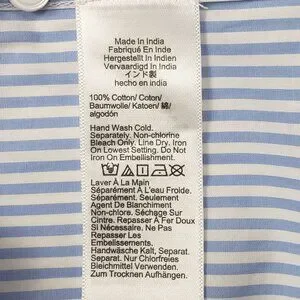 Made In India
Fabriqué En Inde
Hergestellt In Indien
Vervaardigd In India
インド製
hecho en india
100% Cotton/ Coton/
Baumwolle/ Katoen/ 綿/
algodón
Hand Wash Cold.
Separately. Non-chlorine
Bleach Only. Line Dry. Iron
On Lowest Setting. Do Not
Iron On Embellishment.
Laver À La Main
Séparément À L'eau Froide.
Séparément. Seulement
Agent De Blanchiment
Non-chlore. Séchage Sur
Cintre. Repasser À Fer Doux
Si Nécessaire. Ne Pas
Repasser Les
Embellissements.
Handwäsche Kalt, Separat.
Separat. Nur Chlorfreies
Bleichmittel Verwenden.
Zum Trocknen Aufhängen.